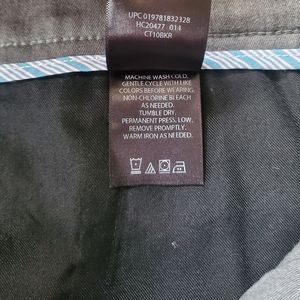 UPC 019781832328
HC20477 014
CT10BKR
MACHINE WASH COLD,
GENTLE CYCLE WITH LIKE
COLORS BEFORE WEARING.
NON-CHLORINE BLEACH
AS NEEDED.
TUMBLE DRY,
PERMANENT PRESS, LOW,
REMOVE PROMPTLY.
WARM IRON AS NEEDED.